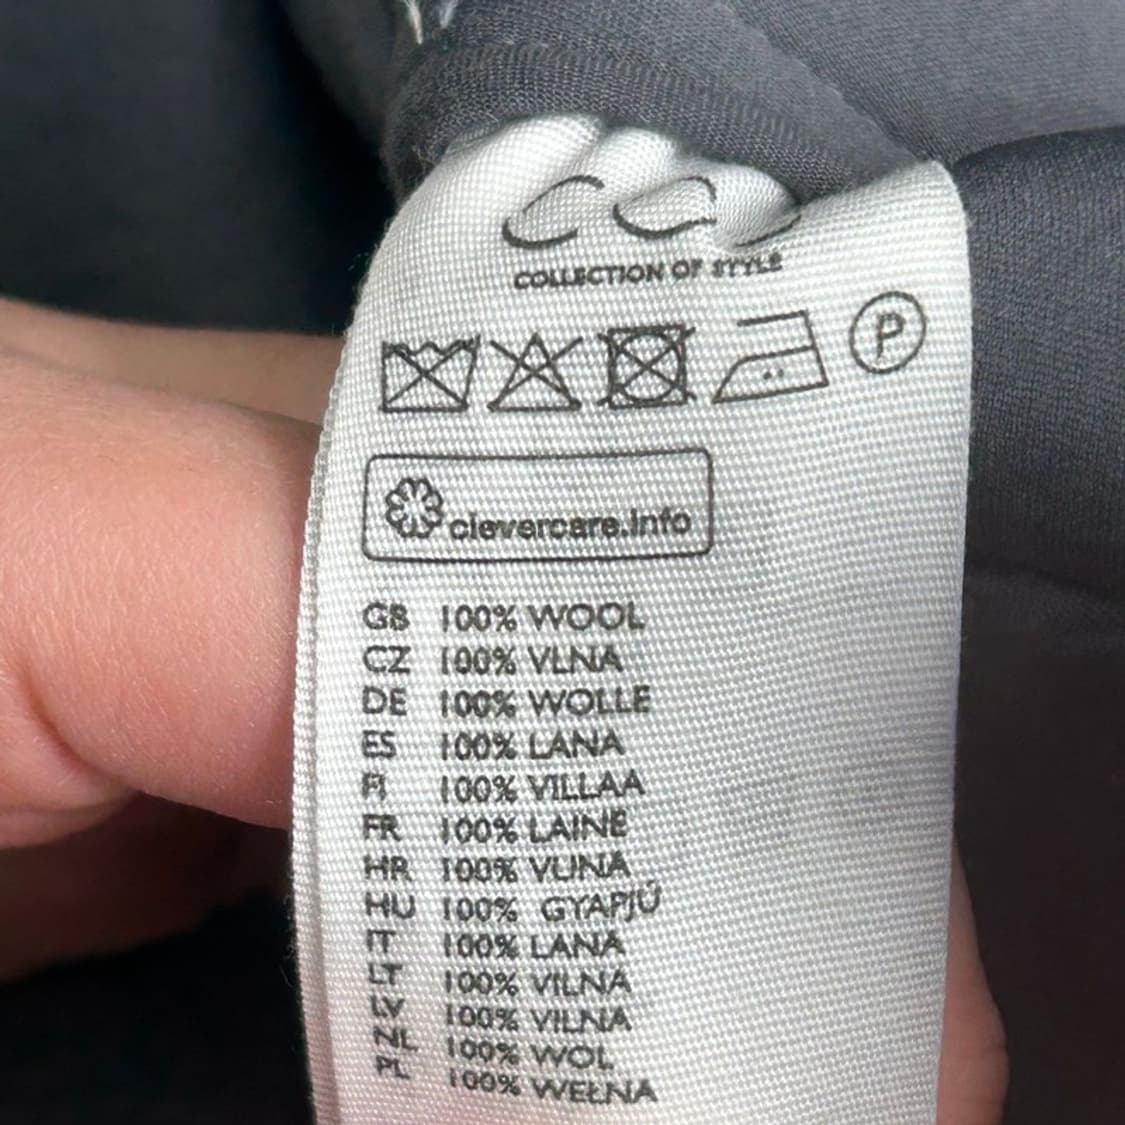 COS
COLLECTION OF STYLE
P
clevercare.info
GB 100% WOOL
CZ 100% VLNA
DE 100% WOLLE
ES 100% LANA
FI 100% VILLAA
FR 100% LAINE
HR 100% VUNA
HU 100% GYAPJÚ
IT 100% LANA
LT 100% VILNA
LV 100% VILNA
NL 100% WOL
PL 100% WEŁNA